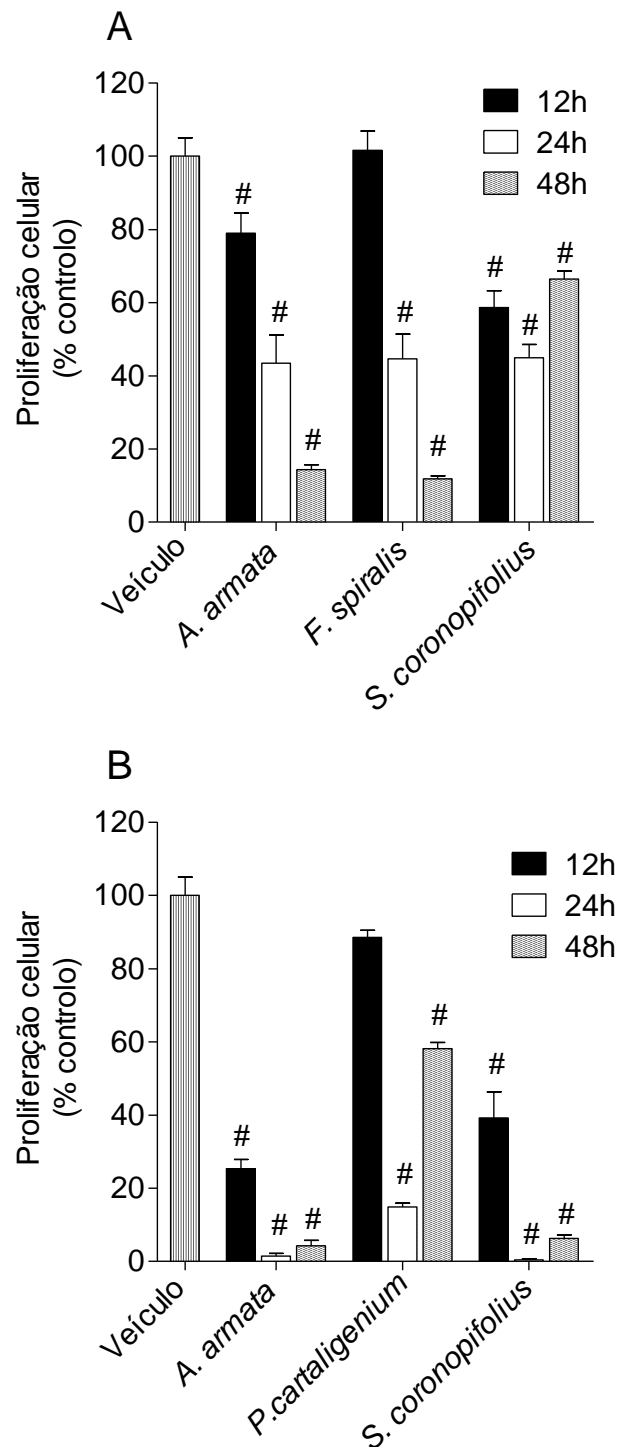 A
Proliferação celular
(% controlo)
120
100
80
60
40
20
0
12h
24h
48h
#
#
#
#
#
#
#
#
Veículo
A. armata
F. spiralis
S. coronopifolius
B
Proliferação celular
(% controlo)
120
100
80
60
40
20
0
12h
24h
48h
#
#
#
#
#
#
#
#
Veículo
A. armata
P.cartaligenium
S. coronopifolius